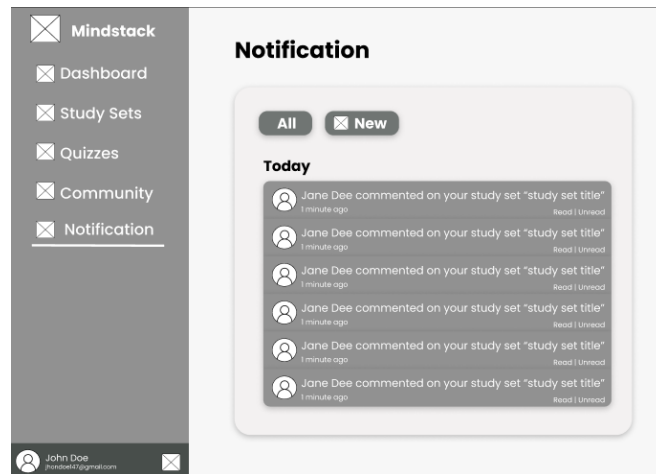 Mindstack
Dashboard
Study Sets
Quizzes
Community
Notification
John Doe
jhondoe147@gmail.com
Notification
All
New
Today
Jane Dee commented on your study set “study set title”
1 minute ago
Read | Unread
Jane Dee commented on your study set “study set title”
1 minute ago
Read | Unread
Jane Dee commented on your study set “study set title”
1 minute ago
Read | Unread
Jane Dee commented on your study set “study set title”
1 minute ago
Read | Unread
Jane Dee commented on your study set “study set title”
1 minute ago
Read | Unread
Jane Dee commented on your study set “study set title”
1 minute ago
Read | Unread